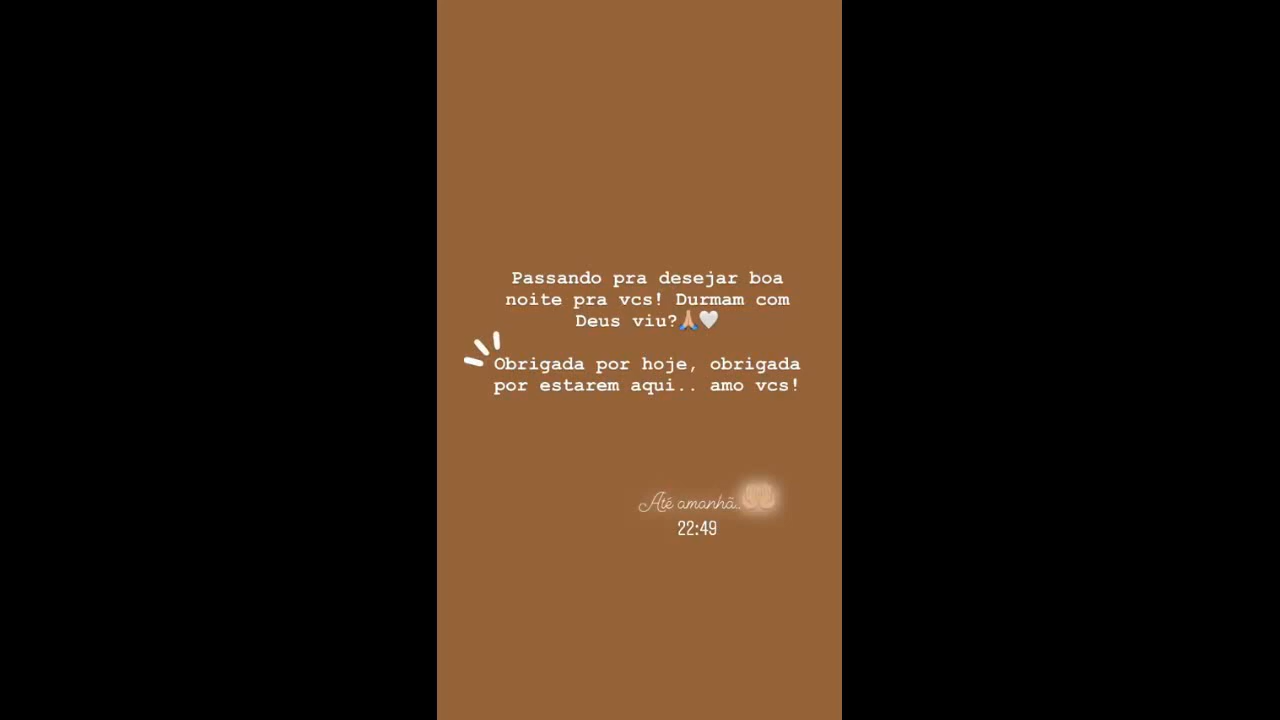 Passando pra desejar boa
noite pra vcs! Durmam com
Deus viu?🙏🏼🤍
Obrigada por hoje, obrigada
por estarem aqui.. amo vcs!
Até amanhã..🤲🏼
22:49